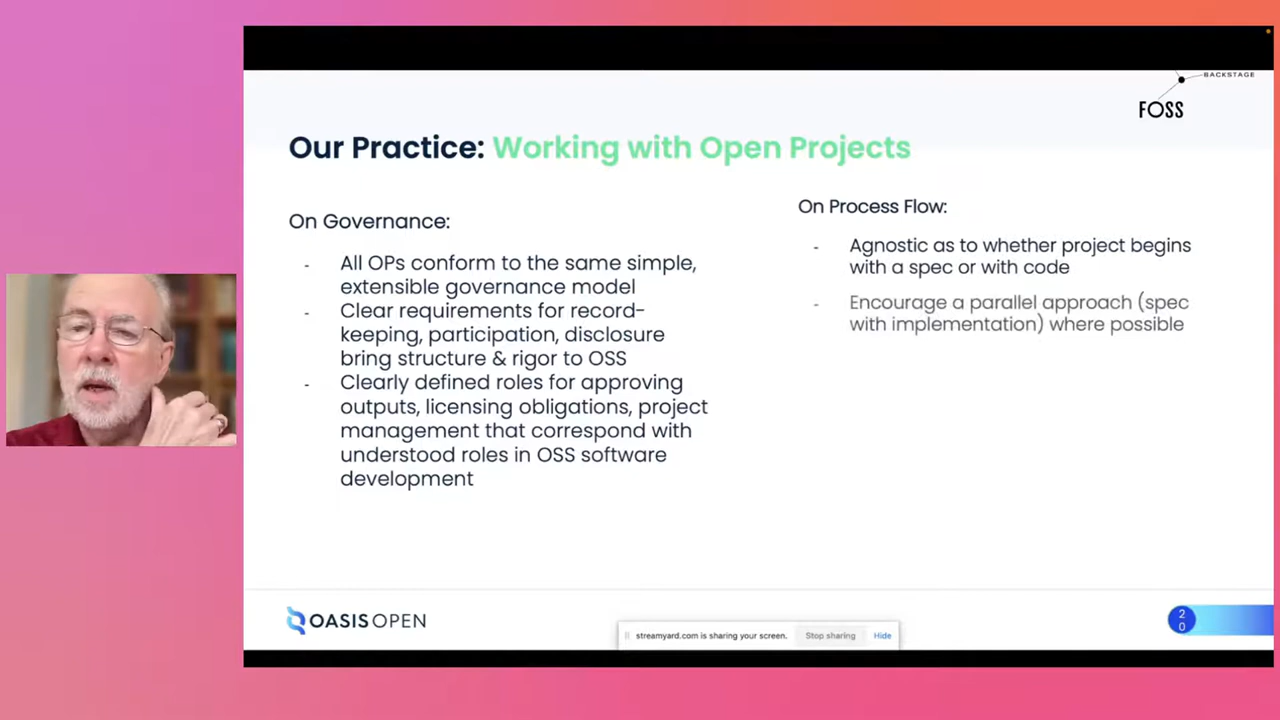 BACKSTAGE
FOSS
Our Practice: Working with Open Projects
On Governance:
- All OPs conform to the same simple,
extensible governance model
- Clear requirements for record-
keeping, participation, disclosure
bring structure & rigor to OSS
- Clearly defined roles for approving
outputs, licensing obligations, project
management that correspond with
understood roles in OSS software
development
On Process Flow:
- Agnostic as to whether project begins
with a spec or with code
- Encourage a parallel approach (spec
with implementation) where possible
OASIS OPEN
streamyard.com is sharing your screen.
Stop sharing
Hide
2
0